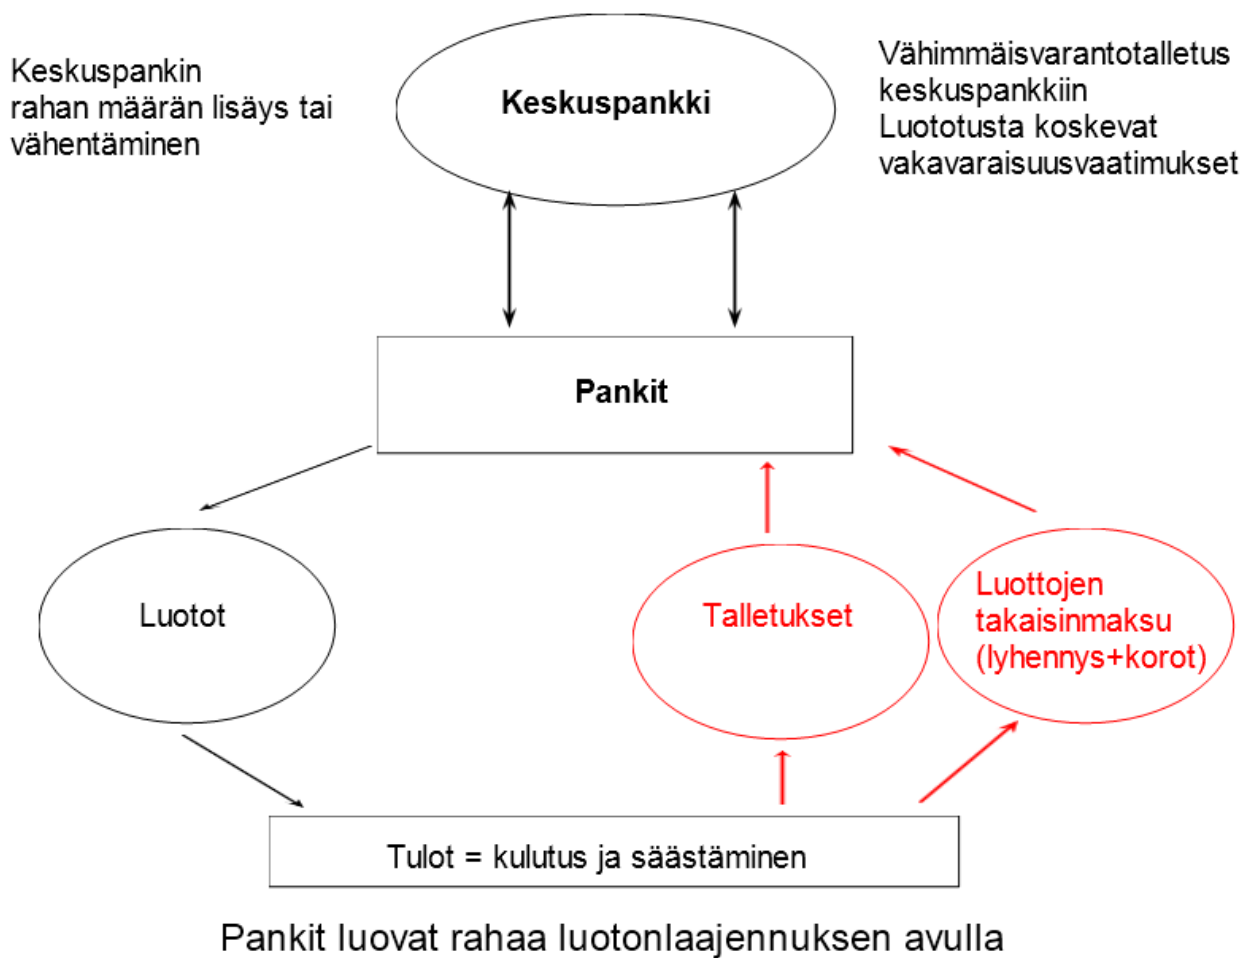 Keskuspankin
rahan määrän lisäys tai
vähentäminen
Keskuspankki
Vähimmäisvarantotalletus
keskuspankkiin
Luototusta koskevat
vakavaraisuusvaatimukset
Pankit
Luotot
Talletukset
Luottojen
takaisinmaksu
(lyhennys+korot)
Tulot = kulutus ja säästäminen
Pankit luovat rahaa luotonlaajennuksen avulla